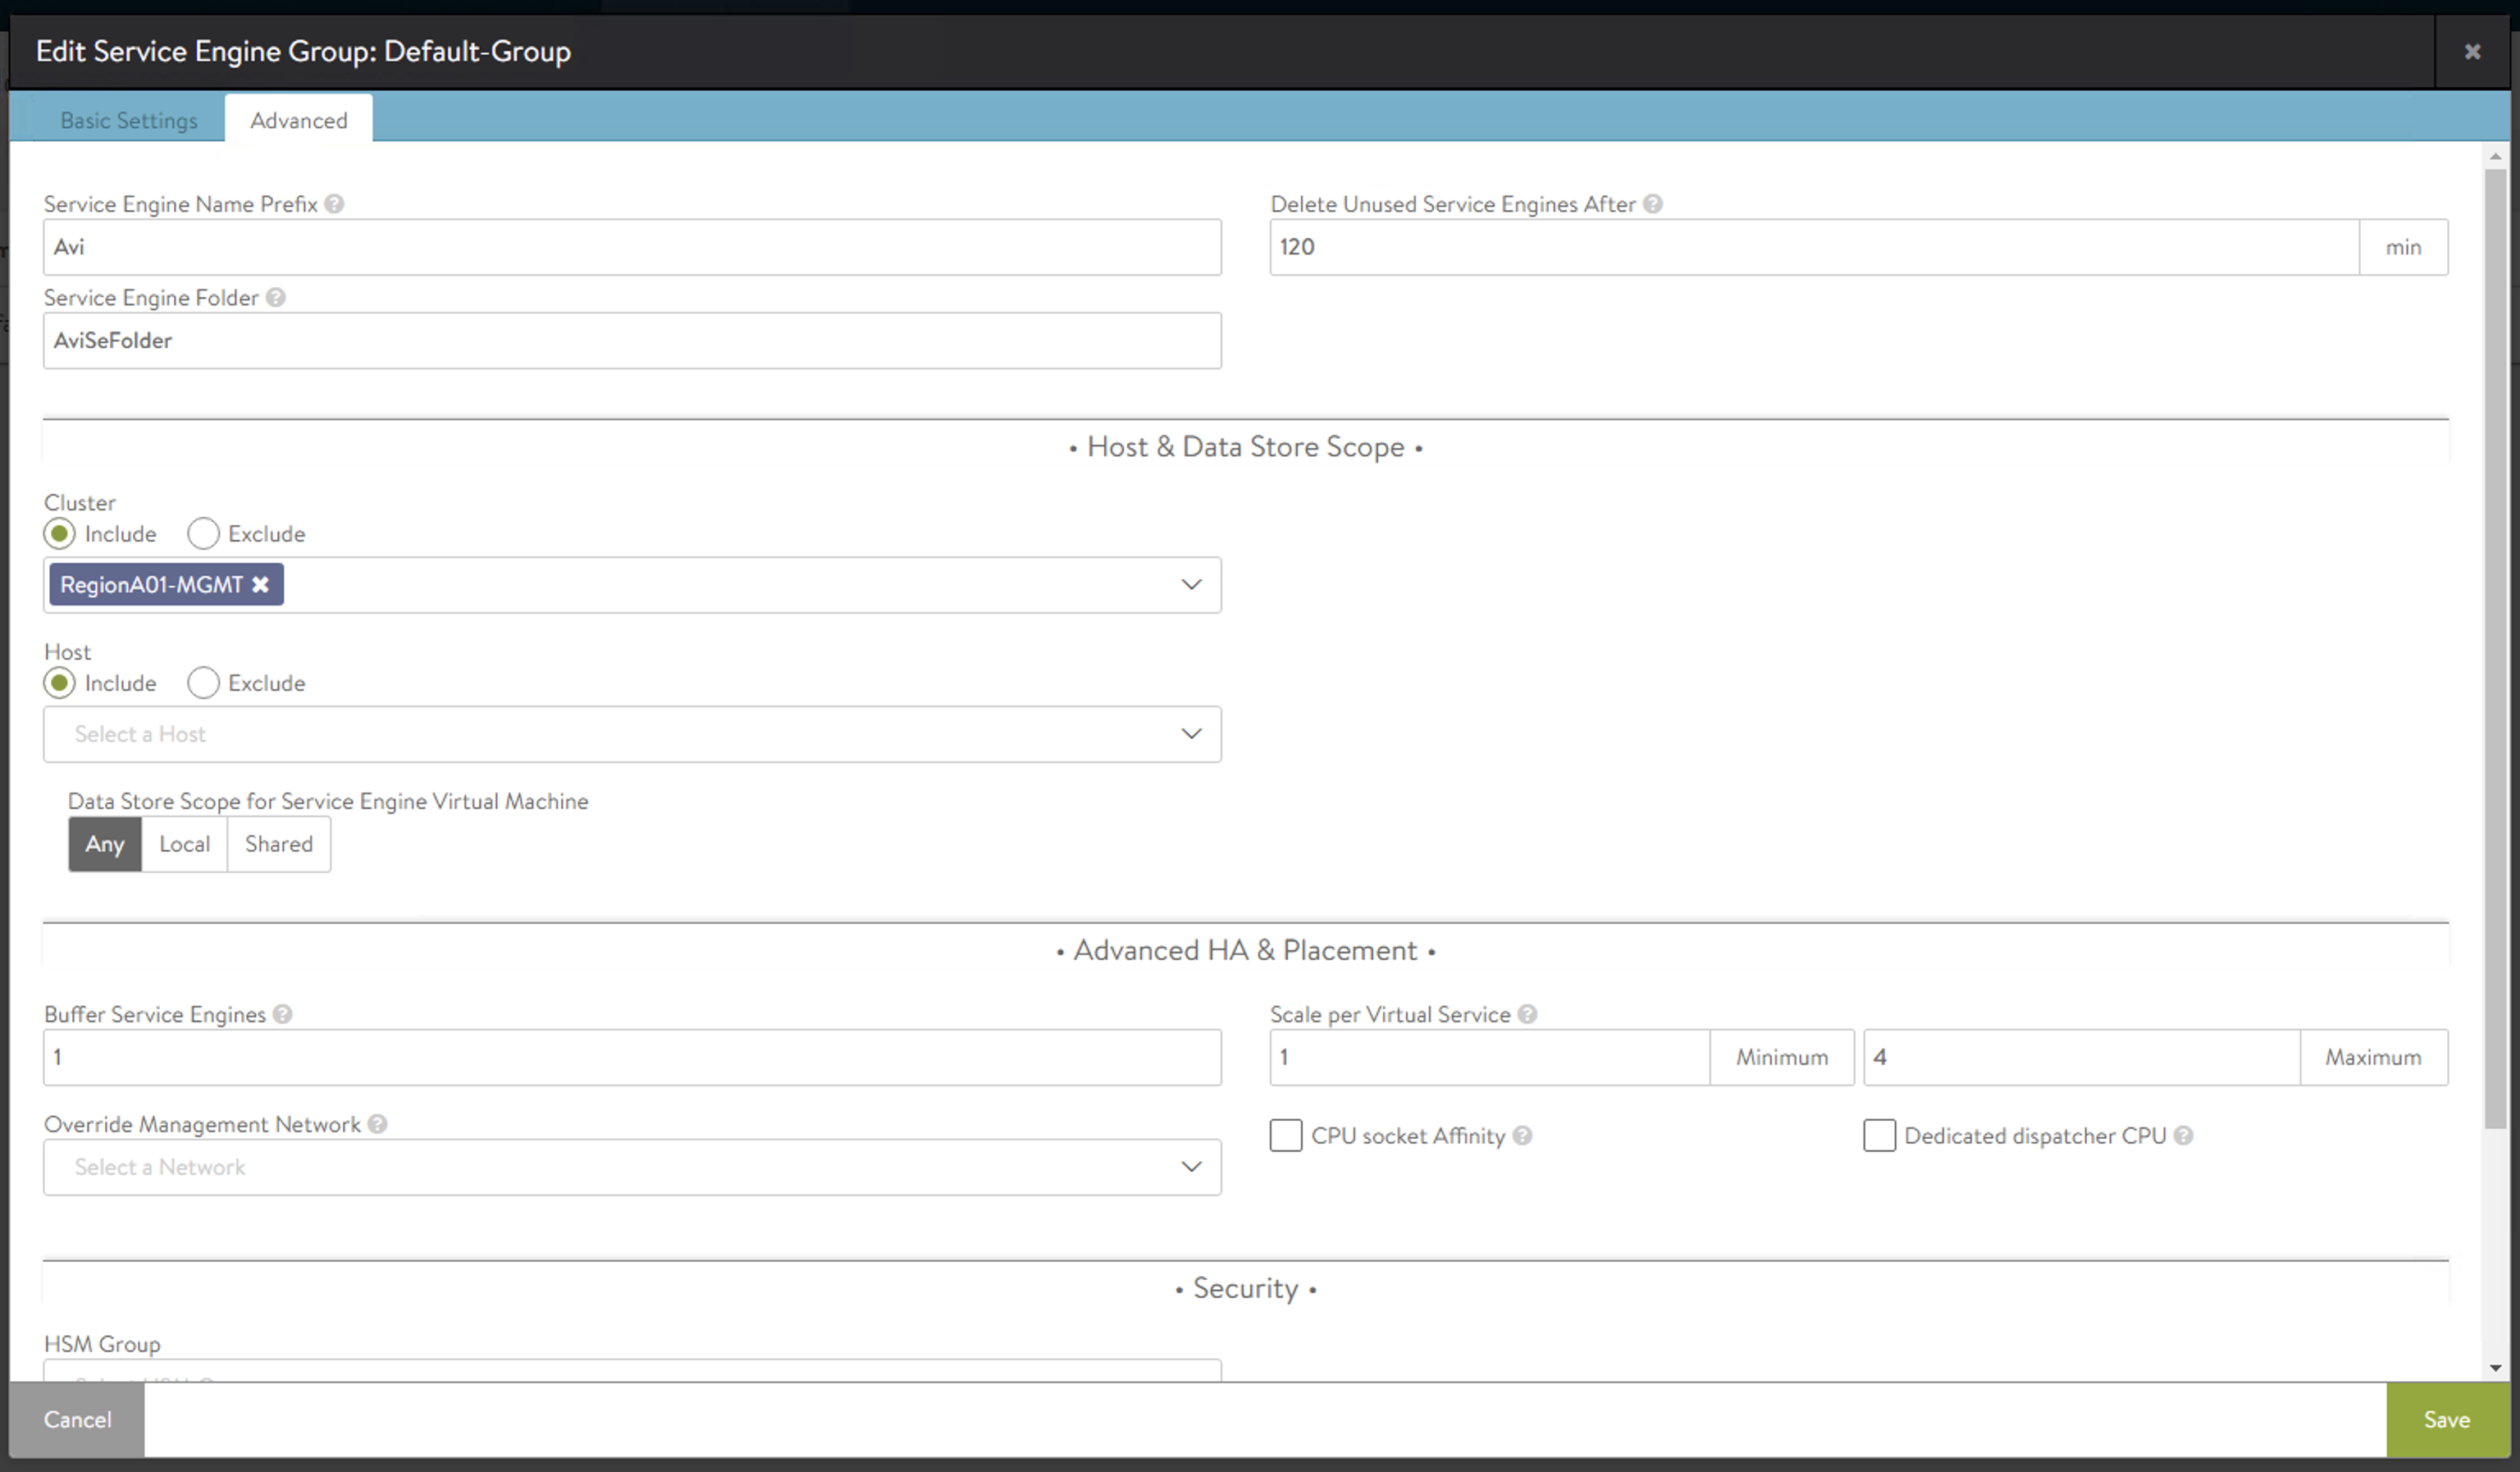 Edit Service Engine Group: Default-Group
Basic Settings
Advanced
Service Engine Name Prefix
Avi
Delete Unused Service Engines After
120
min
Service Engine Folder
AviSeFolder
• Host & Data Store Scope •
Cluster
Include
Exclude
RegionA01-MGMT
Host
Include
Exclude
Select a Host
Data Store Scope for Service Engine Virtual Machine
Any
Local
Shared
• Advanced HA & Placement •
Buffer Service Engines
1
Scale per Virtual Service
1
Minimum
4
Maximum
Override Management Network
Select a Network
CPU socket Affinity
Dedicated dispatcher CPU
• Security •
HSM Group
Cancel
Save